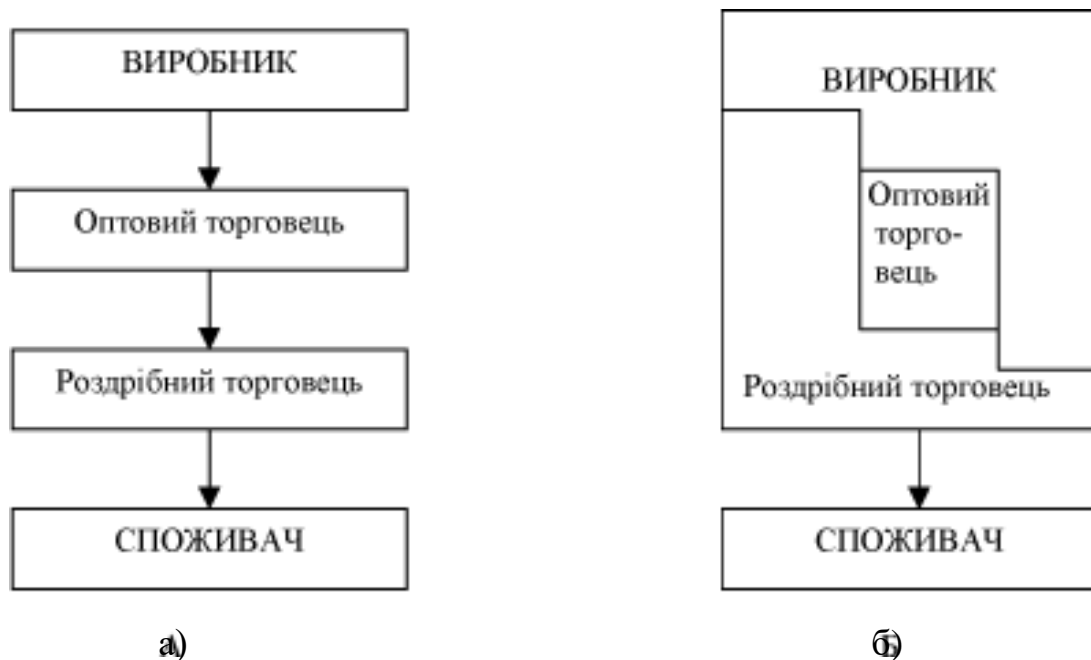 ВИРОБНИК
Оптовий торговець
Роздрібний торговець
СПОЖИВАЧ
а)
ВИРОБНИК
Оптовий
торго-
вець
Роздрібний торговець
СПОЖИВАЧ
б)